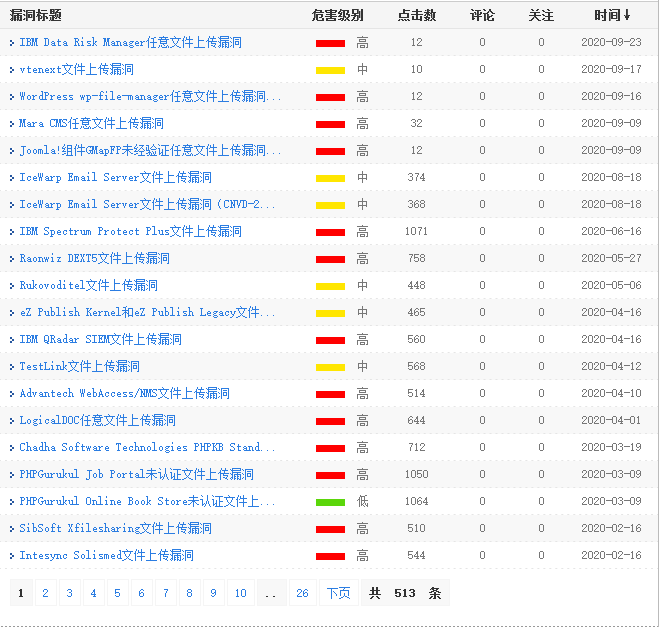 漏洞标题 危害级别 点击数 评论 关注 时间↓
IBM Data Risk Manager任意文件上传漏洞 高 12 0 0 2020-09-23
vtenext文件上传漏洞 中 10 0 0 2020-09-17
WordPress wp-file-manager任意文件上传漏洞... 高 12 0 0 2020-09-16
Mara CMS任意文件上传漏洞 高 32 0 0 2020-09-09
Joomla!组件GMapFP未经验证任意文件上传漏洞... 高 12 0 0 2020-09-09
IceWarp Email Server文件上传漏洞 中 374 0 0 2020-08-18
IceWarp Email Server文件上传漏洞（CNVD-2... 中 368 0 0 2020-08-18
IBM Spectrum Protect Plus文件上传漏洞 高 1071 0 0 2020-06-16
Raonwiz DEXT5文件上传漏洞 高 758 0 0 2020-05-27
Rukovoditel文件上传漏洞 中 448 0 0 2020-05-06
eZ Publish Kernel和eZ Publish Legacy文件... 中 465 0 0 2020-04-16
IBM QRadar SIEM文件上传漏洞 高 560 0 0 2020-04-16
TestLink文件上传漏洞 中 568 0 0 2020-04-12
Advantech WebAccess/NMS文件上传漏洞 高 514 0 0 2020-04-10
LogicalDOC任意文件上传漏洞 高 644 0 0 2020-04-01
Chadha Software Technologies PHPKB Stand... 高 712 0 0 2020-03-19
PHPGurukul Job Portal未认证文件上传漏洞 高 1050 0 0 2020-03-09
PHPGurukul Online Book Store未认证文件上... 低 1064 0 0 2020-03-09
SibSoft Xfilesharing文件上传漏洞 高 510 0 0 2020-02-16
Intesync Solismed文件上传漏洞 高 544 0 0 2020-02-16
1 2 3 4 5 6 7 8 9 10 .. 26 下页 共 513 条